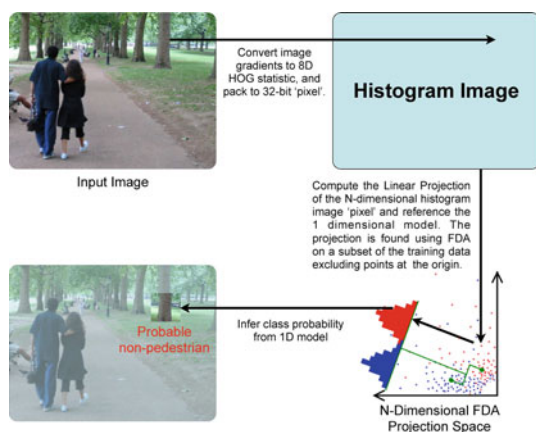 Convert image
gradients to 8D
HOG statistic, and
pack to 32-bit 'pixel'.
Histogram Image
Input Image
Compute the Linear Projection
of the N-dimensional histogram
image 'pixel' and reference the
1 dimensional model. The
projection is found using FDA
on a subset of the training data
excluding points at the origin.
Probable
non-pedestrian
Infer class probability
from 1D model
N-Dimensional FDA
Projection Space